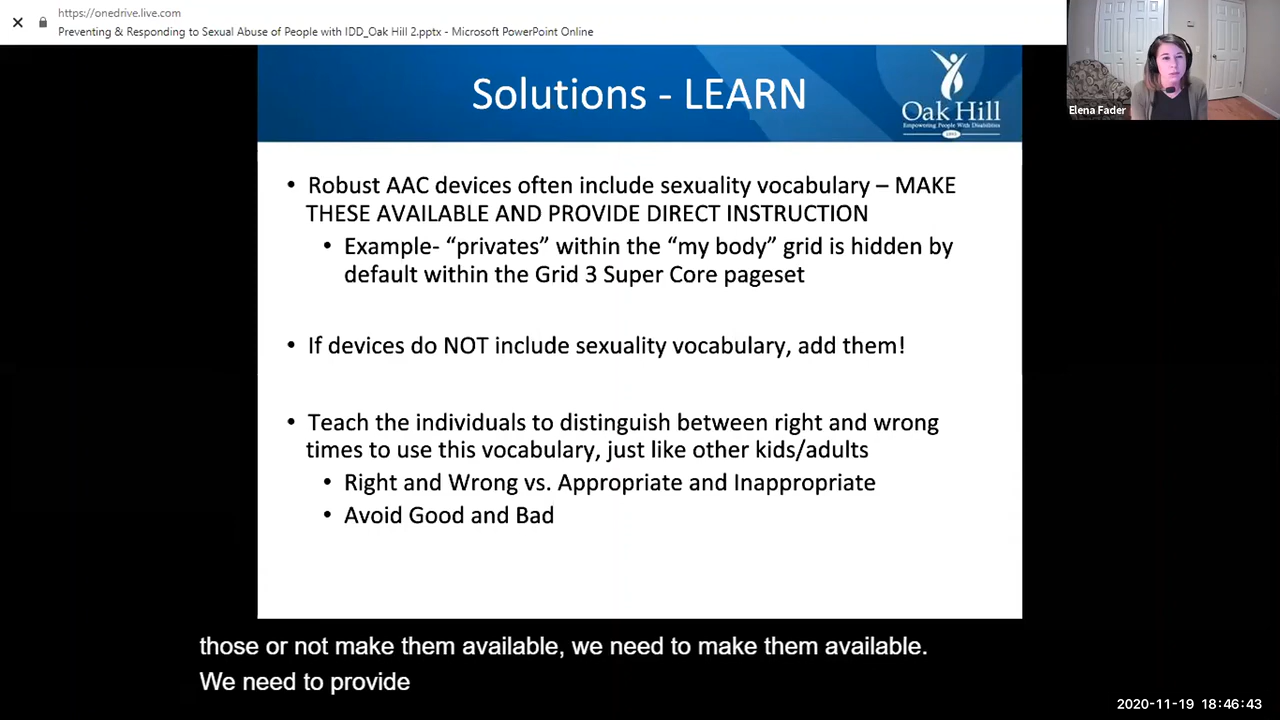 https://onedrive.live.com
Preventing & Responding to Sexual Abuse of People with IDD_Oak Hill 2.pptx - Microsoft PowerPoint Online
Elena Fader
Solutions - LEARN
Oak Hill
Empowering People With Disabilities
• Robust AAC devices often include sexuality vocabulary – MAKE
THESE AVAILABLE AND PROVIDE DIRECT INSTRUCTION
• Example- “privates” within the “my body” grid is hidden by
default within the Grid 3 Super Core pageset
• If devices do NOT include sexuality vocabulary, add them!
• Teach the individuals to distinguish between right and wrong
times to use this vocabulary, just like other kids/adults
• Right and Wrong vs. Appropriate and Inappropriate
• Avoid Good and Bad
those or not make them available, we need to make them available.
We need to provide
2020-11-19 18:46:43